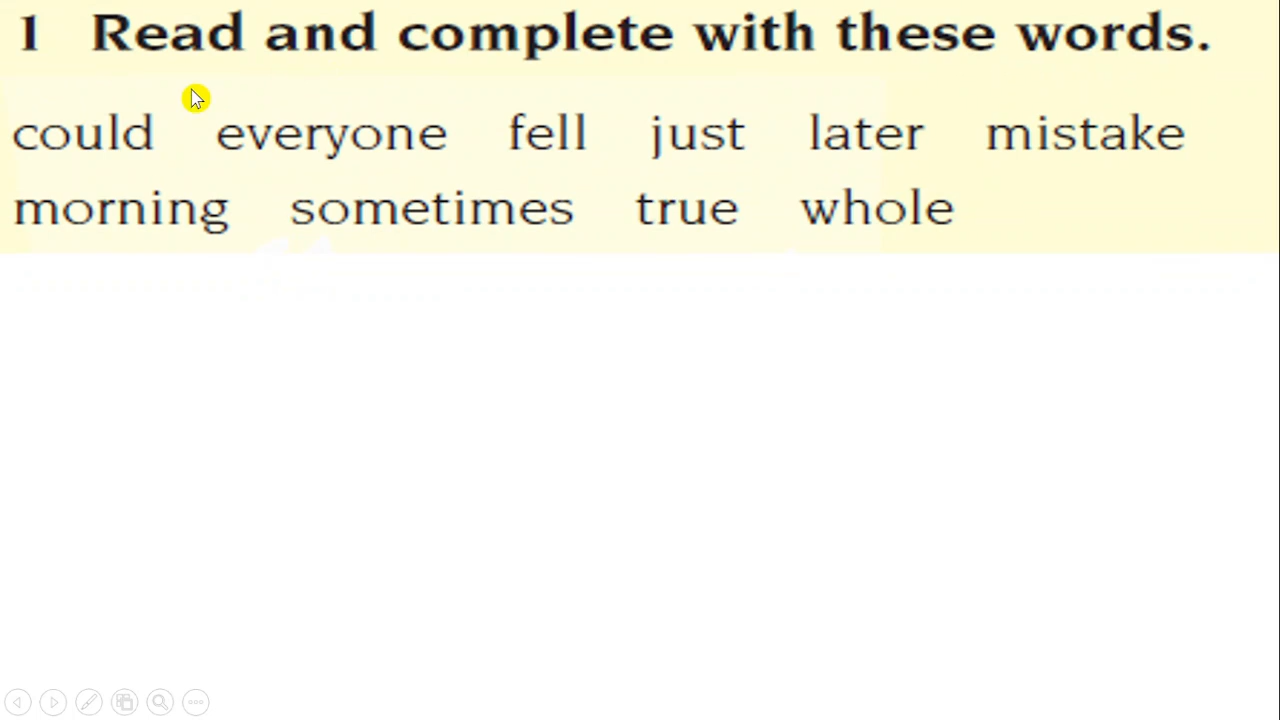 1 Read and complete with these words.
could everyone fell just later mistake
morning sometimes true whole